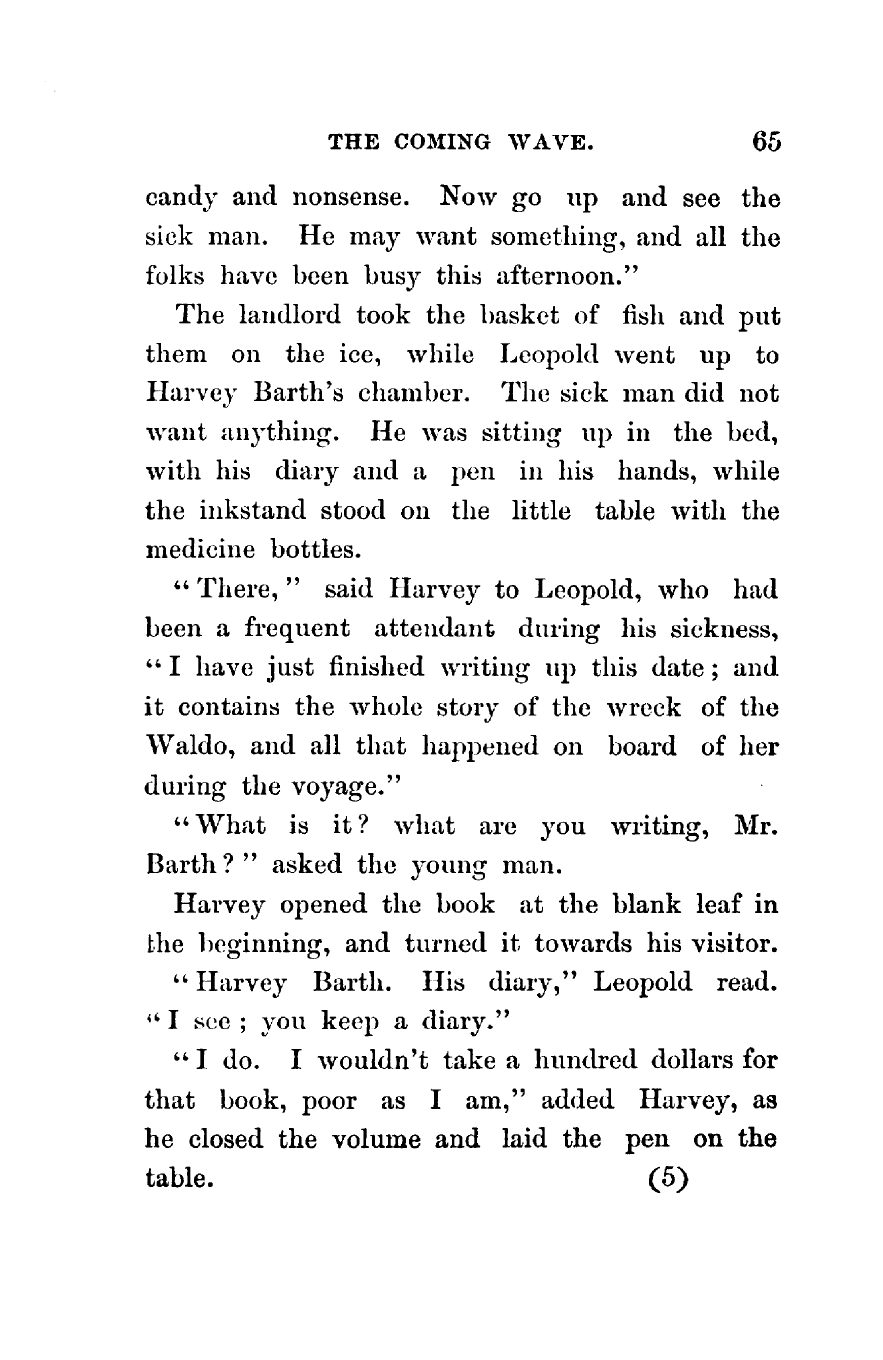 THE COMING WAVE. 65
candy and nonsense. Now go up and see the
sick man. He may want something, and all the
folks have been busy this afternoon."
The landlord took the basket of fish and put
them on the ice, while Leopold went up to
Harvey Barth's chamber. The sick man did not
want anything. He was sitting up in the bed,
with his diary and a pen in his hands, while
the inkstand stood on the little table with the
medicine bottles.
"There," said Harvey to Leopold, who had
been a frequent attendant during his sickness,
"I have just finished writing up this date; and
it contains the whole story of the wreck of the
Waldo, and all that happened on board of her
during the voyage."
"What is it? what are you writing, Mr.
Barth?" asked the young man.
Harvey opened the book at the blank leaf in
the beginning, and turned it towards his visitor.
"Harvey Barth. His diary," Leopold read.
"I see; you keep a diary."
"I do. I wouldn't take a hundred dollars for
that book, poor as I am," added Harvey, as
he closed the volume and laid the pen on the
table. (5)